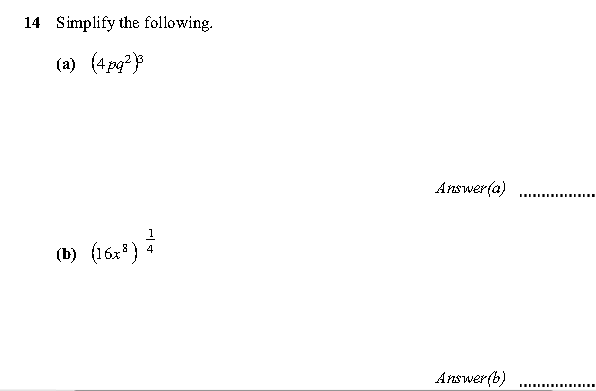 14 Simplify the following.
(a) (4pq²)³
Answer(a) .................
(b) (16x⁸)^(1/4)
Answer(b) .................